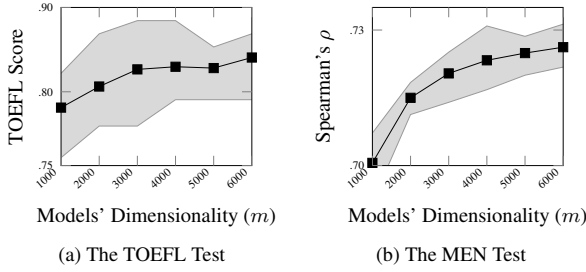 .90
.80
.75
TOEFL Score
1000
2000
3000
4000
5000
6000
Models' Dimensionality (m)
(a) The TOEFL Test
.73
.70
Spearman's ρ
1000
2000
3000
4000
5000
6000
Models' Dimensionality (m)
(b) The MEN Test